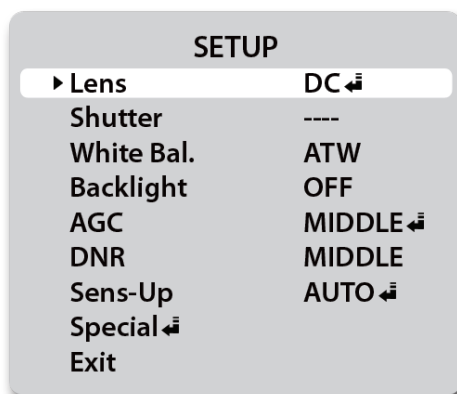 SETUP
Lens DC↵
Shutter ----
White Bal. ATW
Backlight OFF
AGC MIDDLE↵
DNR MIDDLE
Sens-Up AUTO↵
Special↵
Exit